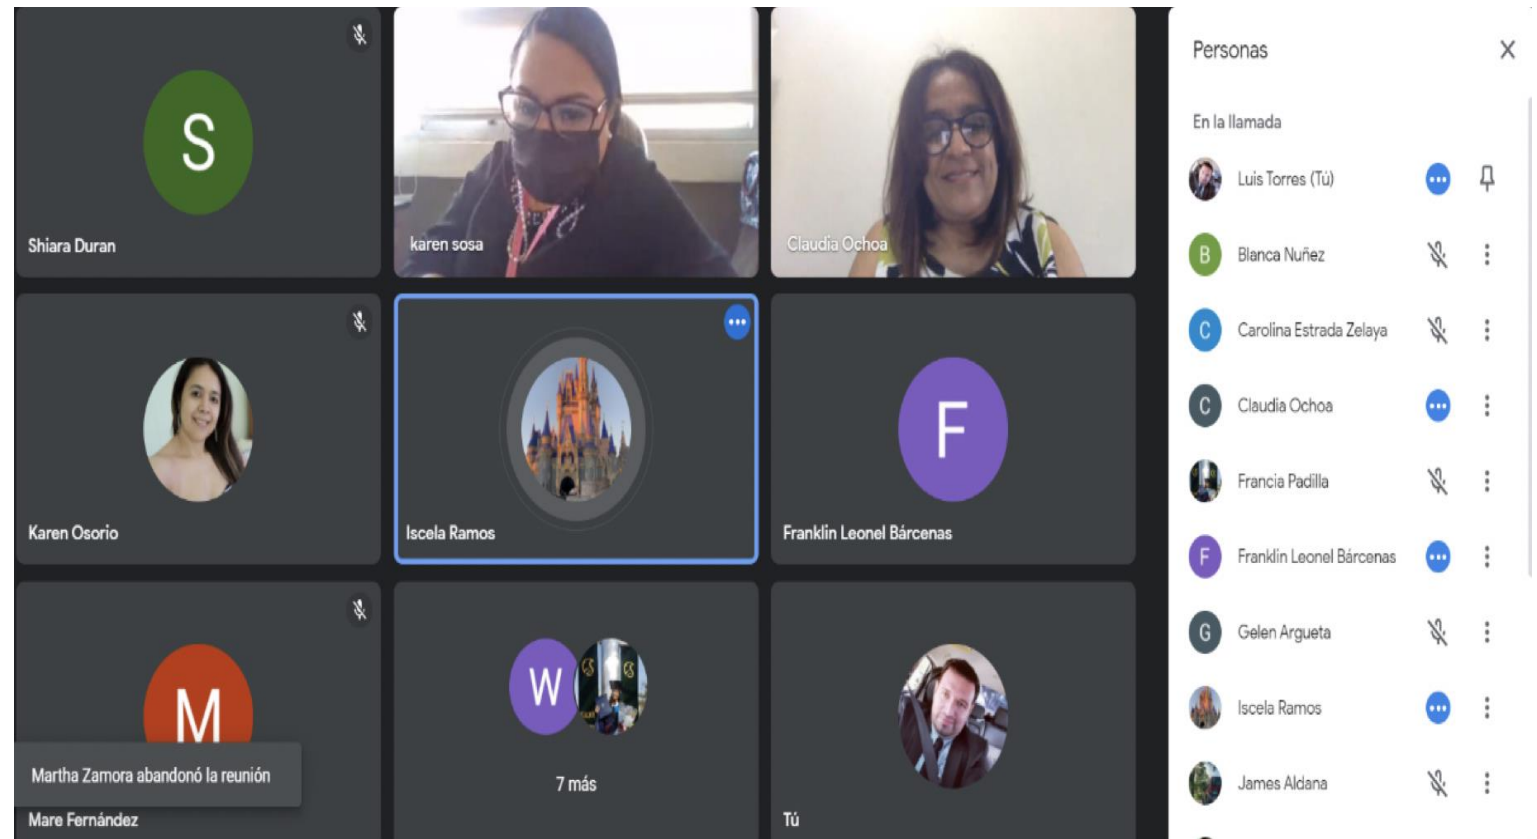 S
Shiara Duran
karen sosa
Claudia Ochoa
Karen Osorio
Iscela Ramos
F
Franklin Leonel Bárcenas
M
Martha Zamora abandonó la reunión
Mare Fernández
W
7 más
Tú
Personas
En la llamada
Luis Torres (Tú)
B
Blanca Nuñez
C
Carolina Estrada Zelaya
C
Claudia Ochoa
Francia Padilla
F
Franklin Leonel Bárcenas
G
Gelen Argueta
Iscela Ramos
James Aldana